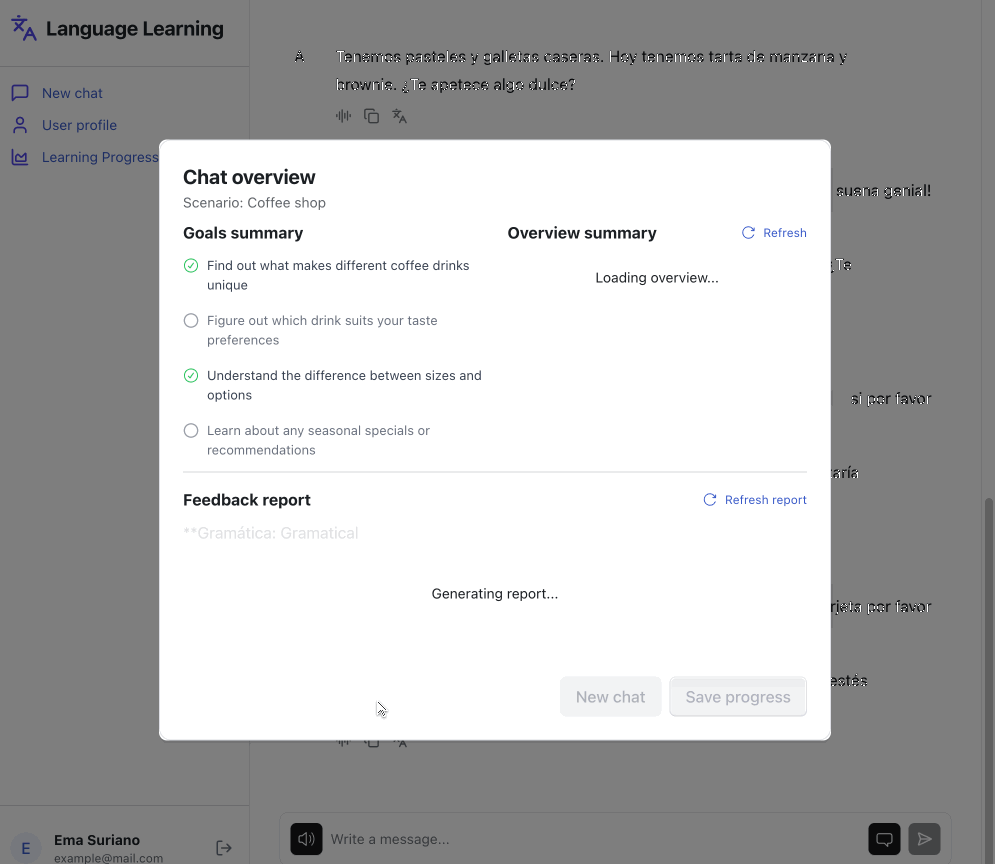 Language Learning
New chat
User profile
Learning Progress
A
Tenemos pasteles y galletas caseras. Hoy tenemos tarta de manzana y
brownie. ¿Te apetece algo dulce?
suena genial!
¿Te
si por favor
taría
rjeta por favor
estés
Chat overview
Scenario: Coffee shop
Goals summary
Find out what makes different coffee drinks
unique
Figure out which drink suits your taste
preferences
Understand the difference between sizes and
options
Learn about any seasonal specials or
recommendations
Overview summary
Refresh
Loading overview...
Feedback report
Refresh report
**Gramática: Gramatical
Generating report...
New chat
Save progress
E
Ema Suriano
example@mail.com
Write a message...